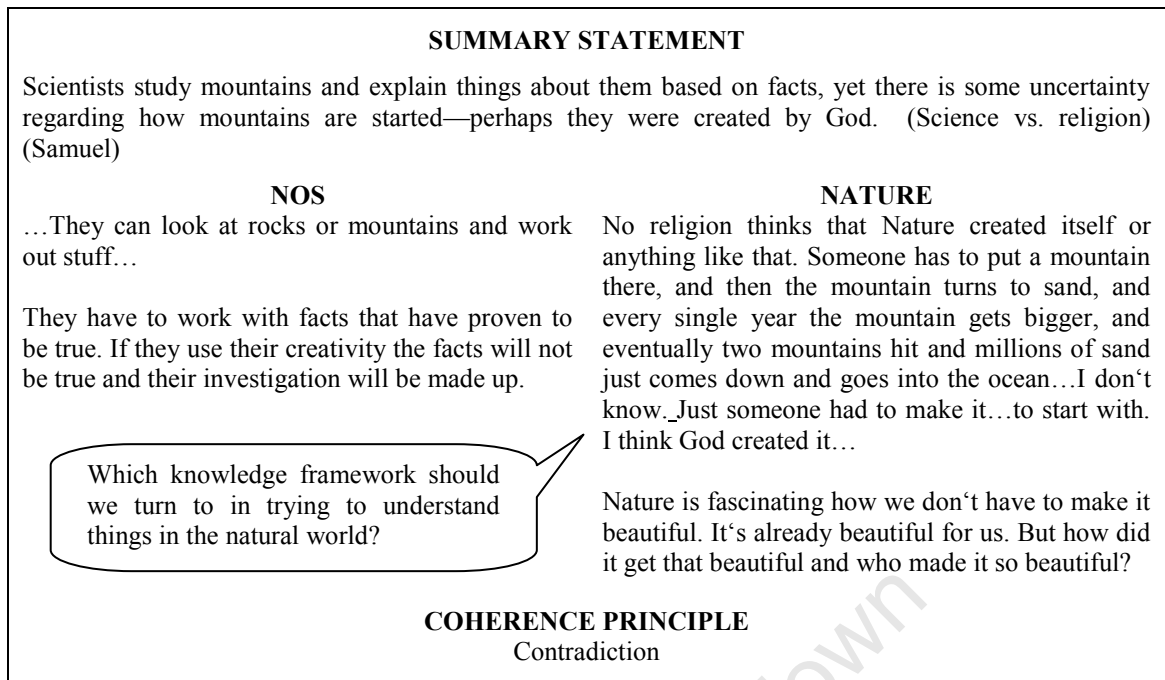 SUMMARY STATEMENT
Scientists study mountains and explain things about them based on facts, yet there is some uncertainty
regarding how mountains are started—perhaps they were created by God. (Science vs. religion)
(Samuel)
NOS
…They can look at rocks or mountains and work
out stuff…
They have to work with facts that have proven to
be true. If they use their creativity the facts will not
be true and their investigation will be made up.
Which knowledge framework should
we turn to in trying to understand
things in the natural world?
NATURE
No religion thinks that Nature created itself or
anything like that. Someone has to put a mountain
there, and then the mountain turns to sand, and
every single year the mountain gets bigger, and
eventually two mountains hit and millions of sand
just comes down and goes into the ocean…I don‘t
know. Just someone had to make it…to start with.
I think God created it…
Nature is fascinating how we don‘t have to make it
beautiful. It‘s already beautiful for us. But how did
it get that beautiful and who made it so beautiful?
COHERENCE PRINCIPLE
Contradiction